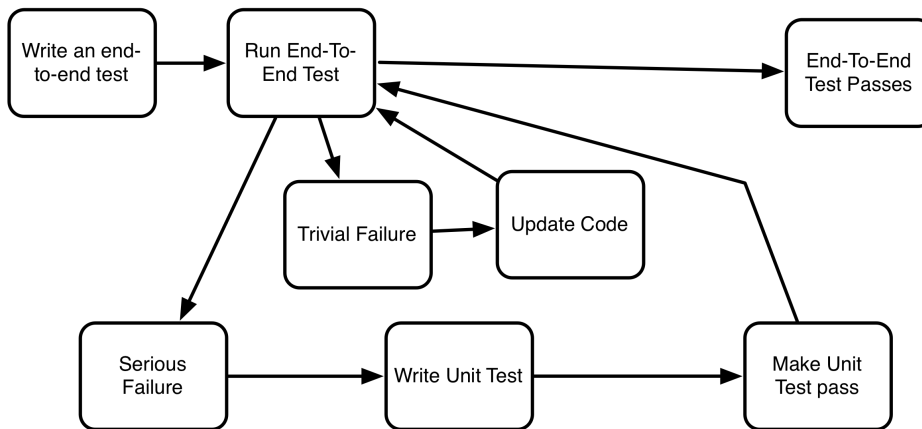 Write an end-
to-end test
Run End-To-
End Test
End-To-End
Test Passes
Trivial Failure
Update Code
Serious
Failure
Write Unit Test
Make Unit
Test pass